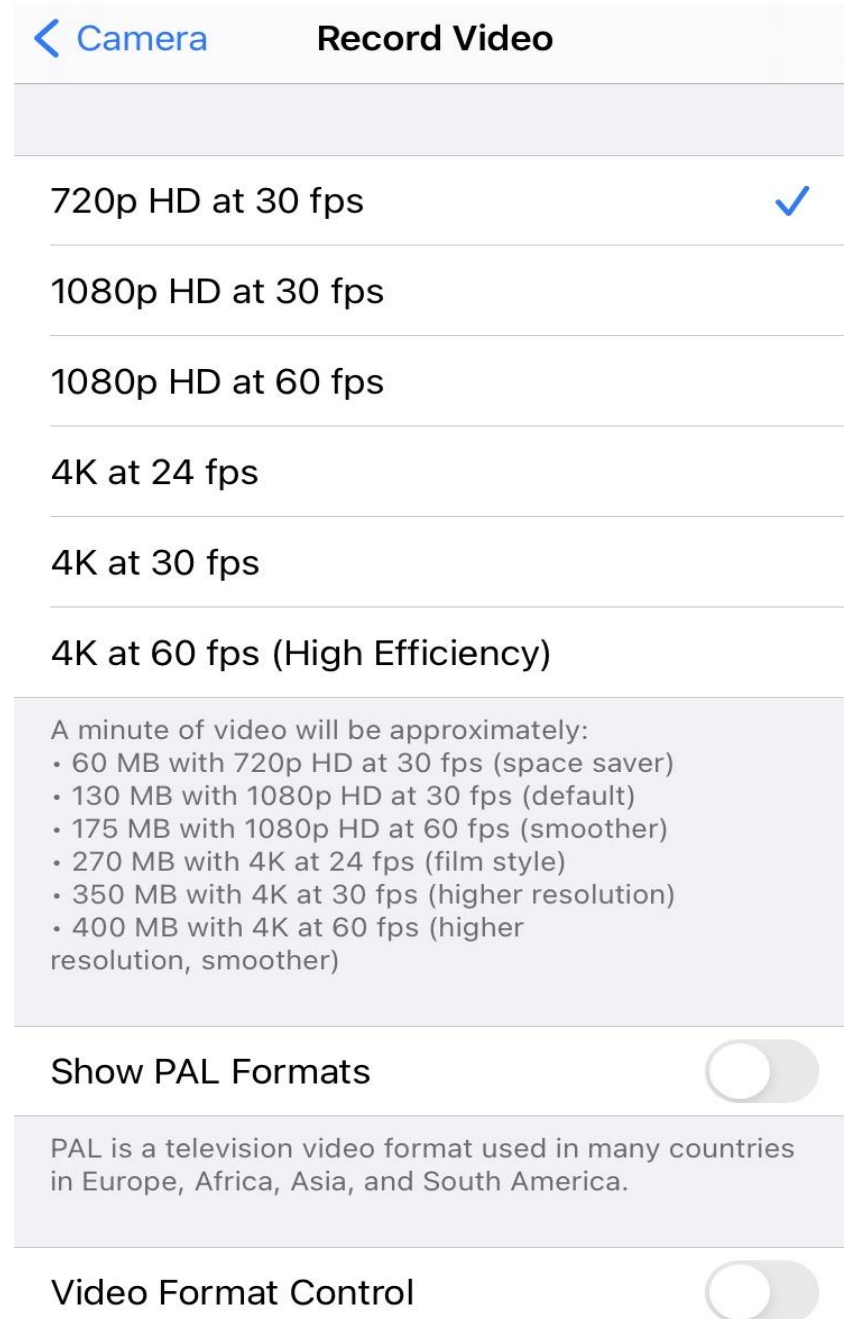 Camera
Record Video
720p HD at 30 fps
1080p HD at 30 fps
1080p HD at 60 fps
4K at 24 fps
4K at 30 fps
4K at 60 fps (High Efficiency)
A minute of video will be approximately:
• 60 MB with 720p HD at 30 fps (space saver)
• 130 MB with 1080p HD at 30 fps (default)
• 175 MB with 1080p HD at 60 fps (smoother)
• 270 MB with 4K at 24 fps (film style)
• 350 MB with 4K at 30 fps (higher resolution)
• 400 MB with 4K at 60 fps (higher
resolution, smoother)
Show PAL Formats
PAL is a television video format used in many countries
in Europe, Africa, Asia, and South America.
Video Format Control